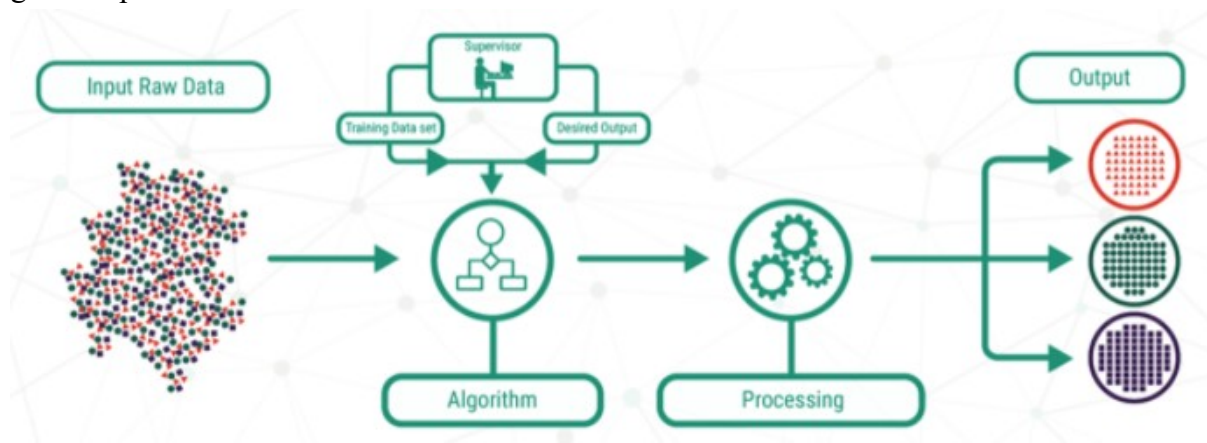 Supervisor
Input Raw Data
Output
Training Data set
Desired Output
Algorithm
Processing